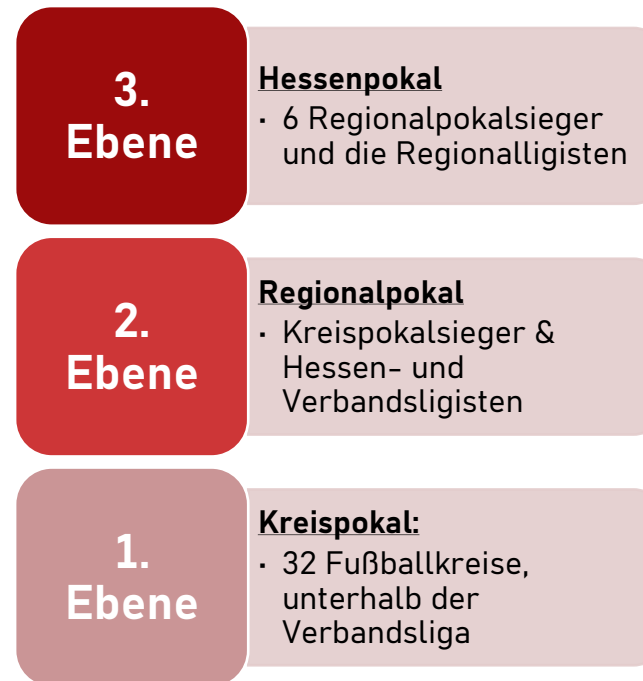 3.
Ebene
Hessenpokal
· 6 Regionalpokalsieger
und die Regionalligisten
2.
Ebene
Regionalpokal
· Kreispokalsieger &
Hessen- und
Verbandsligisten
1.
Ebene
Kreispokal:
· 32 Fußballkreise,
unterhalb der
Verbandsliga